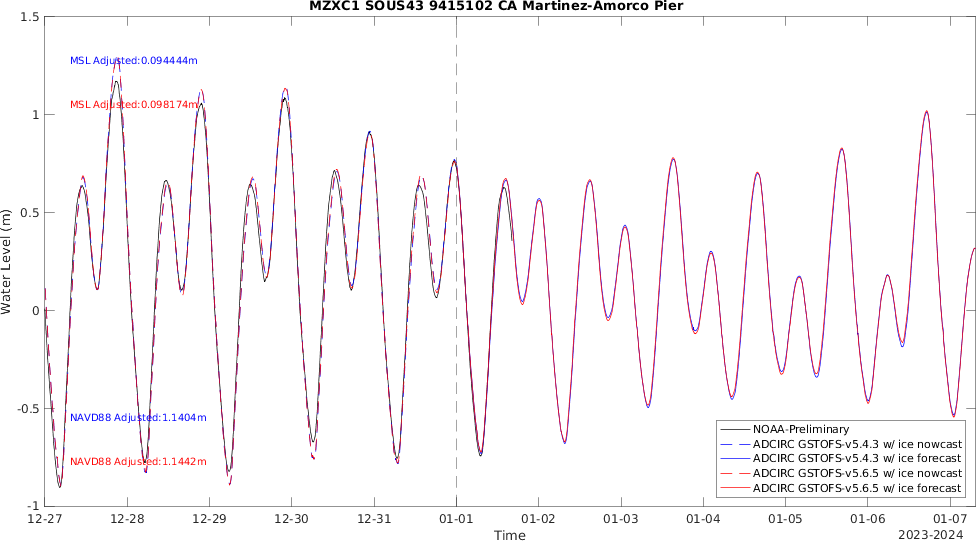 MZXC1 SOUS43 9415102 CA Martinez-Amorco Pier
1.5
MSL Adjusted:0.094444m
MSL Adjusted:0.098174m
1
0.5
Water Level (m)
0
-0.5
NAVD88 Adjusted:1.1404m
NAVD88 Adjusted:1.1442m
-1
NOAA-Preliminary
ADCIRC GSTOFS-v5.4.3 w/ ice nowcast
ADCIRC GSTOFS-v5.4.3 w/ ice forecast
ADCIRC GSTOFS-v5.6.5 w/ ice nowcast
ADCIRC GSTOFS-v5.6.5 w/ ice forecast
12-27 12-28 12-29 12-30 12-31 01-01 01-02 01-03 01-04 01-05 01-06 01-07
Time
2023-2024